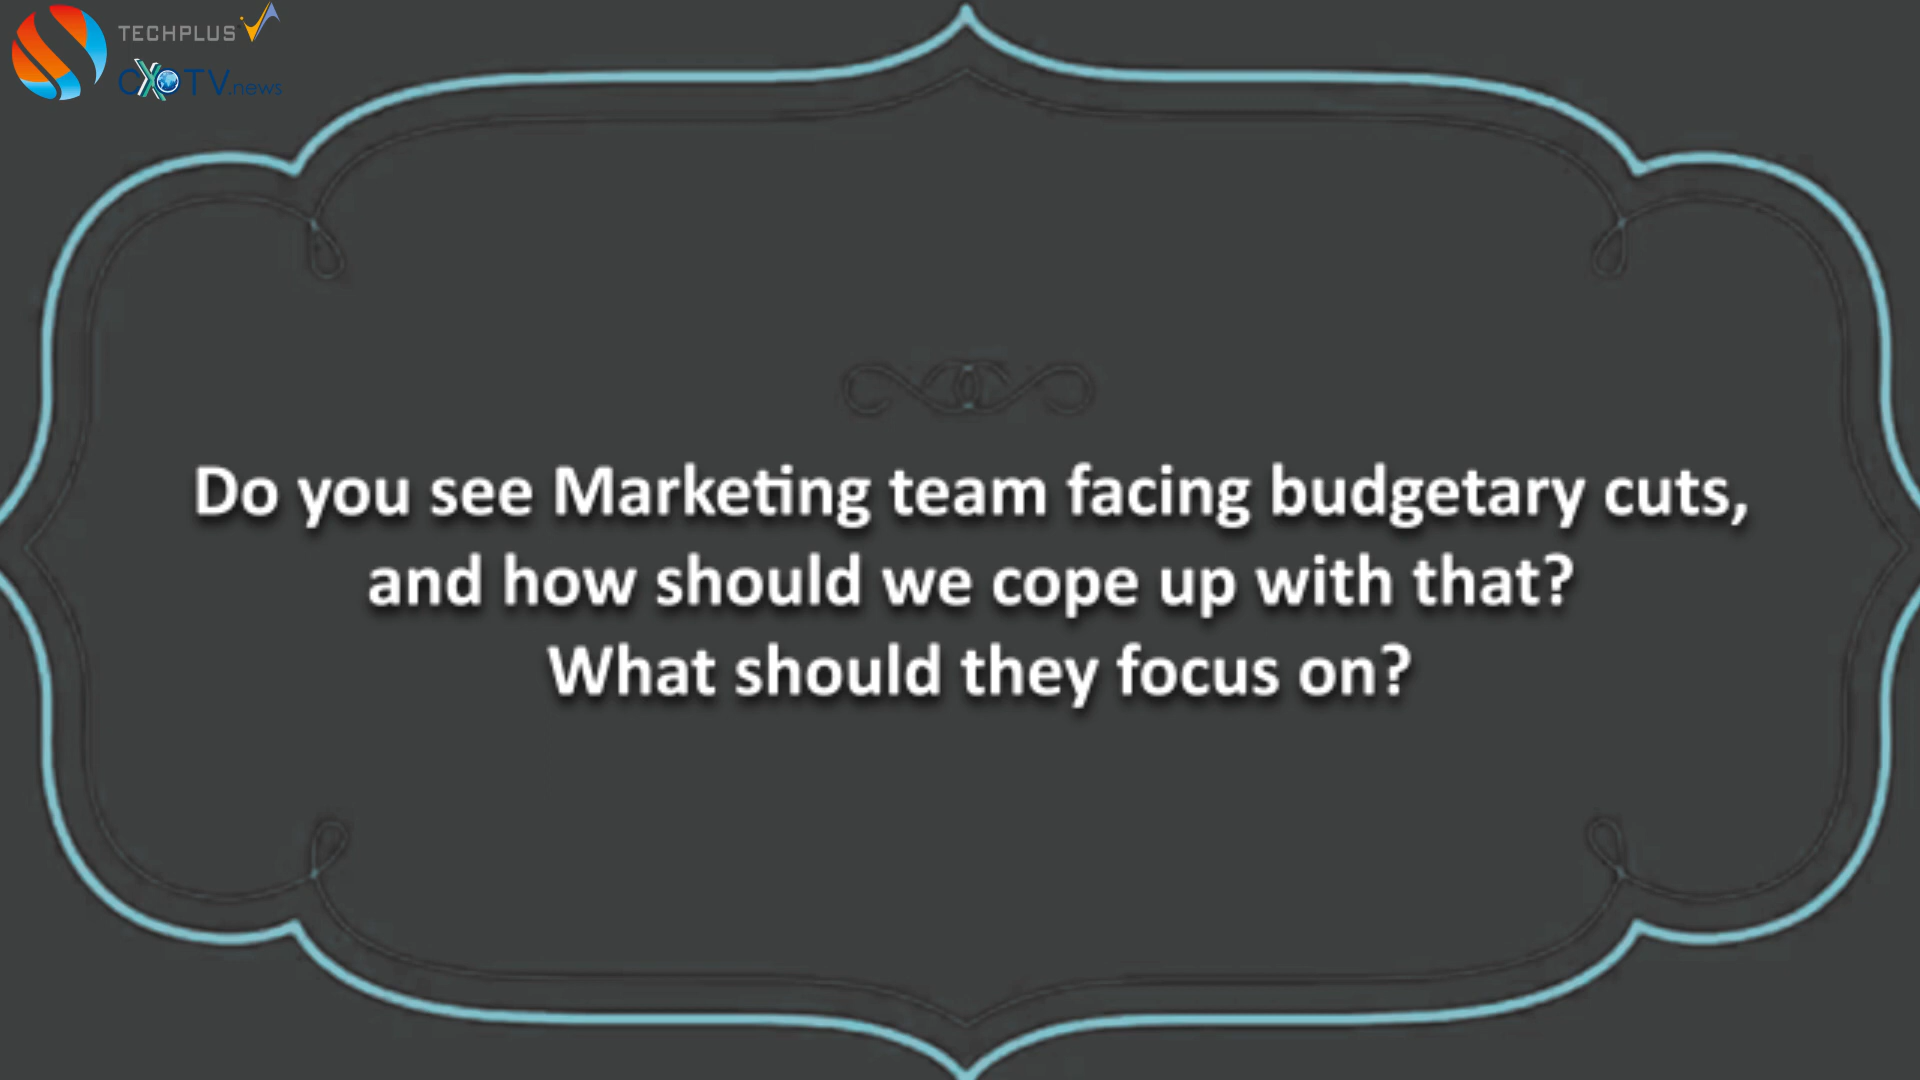 TECHPLUS
CXOTV.news
Do you see Marketing team facing budgetary cuts,
and how should we cope up with that?
What should they focus on?